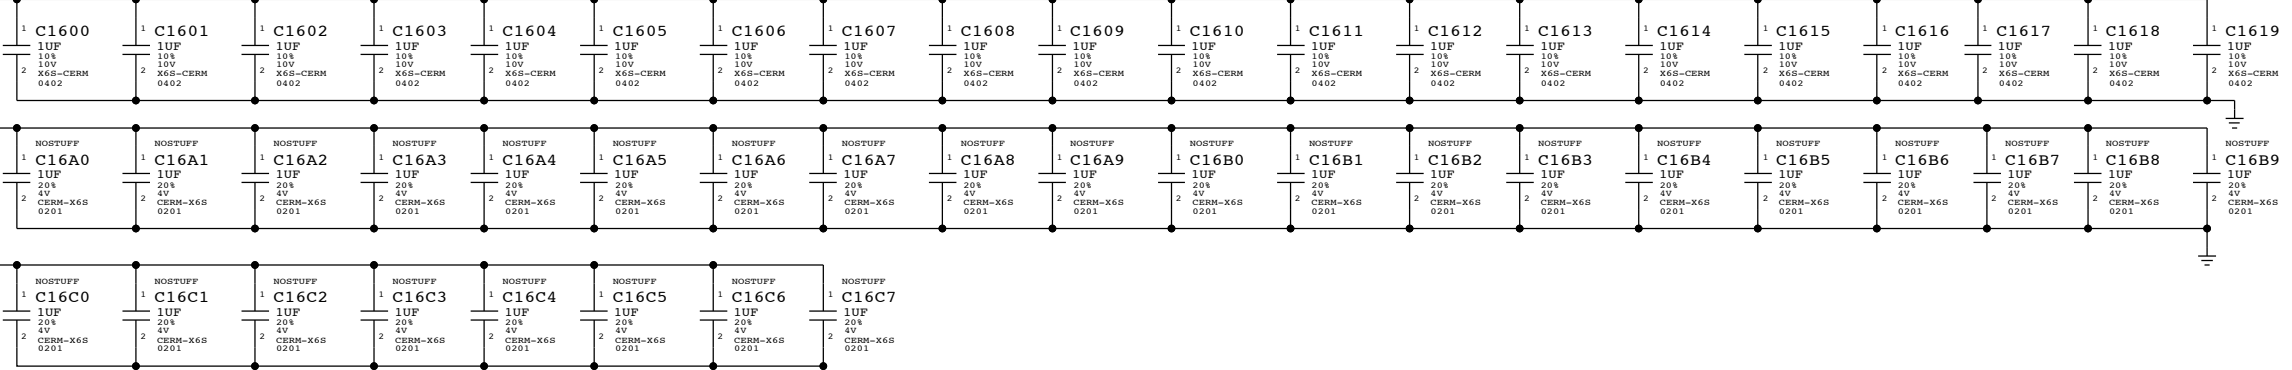 1 C1600 1 C1601 1 C1602 1 C1603 1 C1604 1 C1605 1 C1606 1 C1607 1 C1608 1 C1609 1 C1610 1 C1611 1 C1612 1 C1613 1 C1614 1 C1615 1 C1616 1 C1617 1 C1618 1 C1619
1UF 1UF 1UF 1UF 1UF 1UF 1UF 1UF 1UF 1UF 1UF 1UF 1UF 1UF 1UF 1UF 1UF 1UF 1UF 1UF
10% 10% 10% 10% 10% 10% 10% 10% 10% 10% 10% 10% 10% 10% 10% 10% 10% 10% 10% 10%
10V 10V 10V 10V 10V 10V 10V 10V 10V 10V 10V 10V 10V 10V 10V 10V 10V 10V 10V 10V
2 X6S-CERM 2 X6S-CERM 2 X6S-CERM 2 X6S-CERM 2 X6S-CERM 2 X6S-CERM 2 X6S-CERM 2 X6S-CERM 2 X6S-CERM 2 X6S-CERM 2 X6S-CERM 2 X6S-CERM 2 X6S-CERM 2 X6S-CERM 2 X6S-CERM 2 X6S-CERM 2 X6S-CERM 2 X6S-CERM 2 X6S-CERM 2 X6S-CERM
0402 0402 0402 0402 0402 0402 0402 0402 0402 0402 0402 0402 0402 0402 0402 0402 0402 0402 0402 0402
NOSTUFF NOSTUFF NOSTUFF NOSTUFF NOSTUFF NOSTUFF NOSTUFF NOSTUFF NOSTUFF NOSTUFF NOSTUFF NOSTUFF NOSTUFF NOSTUFF NOSTUFF NOSTUFF NOSTUFF NOSTUFF NOSTUFF NOSTUFF
1 C16A0 1 C16A1 1 C16A2 1 C16A3 1 C16A4 1 C16A5 1 C16A6 1 C16A7 1 C16A8 1 C16A9 1 C16B0 1 C16B1 1 C16B2 1 C16B3 1 C16B4 1 C16B5 1 C16B6 1 C16B7 1 C16B8 1 C16B9
1UF 1UF 1UF 1UF 1UF 1UF 1UF 1UF 1UF 1UF 1UF 1UF 1UF 1UF 1UF 1UF 1UF 1UF 1UF 1UF
20% 20% 20% 20% 20% 20% 20% 20% 20% 20% 20% 20% 20% 20% 20% 20% 20% 20% 20% 20%
4V 4V 4V 4V 4V 4V 4V 4V 4V 4V 4V 4V 4V 4V 4V 4V 4V 4V 4V 4V
2 CERM-X6S 2 CERM-X6S 2 CERM-X6S 2 CERM-X6S 2 CERM-X6S 2 CERM-X6S 2 CERM-X6S 2 CERM-X6S 2 CERM-X6S 2 CERM-X6S 2 CERM-X6S 2 CERM-X6S 2 CERM-X6S 2 CERM-X6S 2 CERM-X6S 2 CERM-X6S 2 CERM-X6S 2 CERM-X6S 2 CERM-X6S 2 CERM-X6S
0201 0201 0201 0201 0201 0201 0201 0201 0201 0201 0201 0201 0201 0201 0201 0201 0201 0201 0201 0201
NOSTUFF NOSTUFF NOSTUFF NOSTUFF NOSTUFF NOSTUFF NOSTUFF NOSTUFF
1 C16C0 1 C16C1 1 C16C2 1 C16C3 1 C16C4 1 C16C5 1 C16C6 1 C16C7
1UF 1UF 1UF 1UF 1UF 1UF 1UF 1UF
20% 20% 20% 20% 20% 20% 20% 20%
4V 4V 4V 4V 4V 4V 4V 4V
2 CERM-X6S 2 CERM-X6S 2 CERM-X6S 2 CERM-X6S 2 CERM-X6S 2 CERM-X6S 2 CERM-X6S 2 CERM-X6S
0201 0201 0201 0201 0201 0201 0201 0201